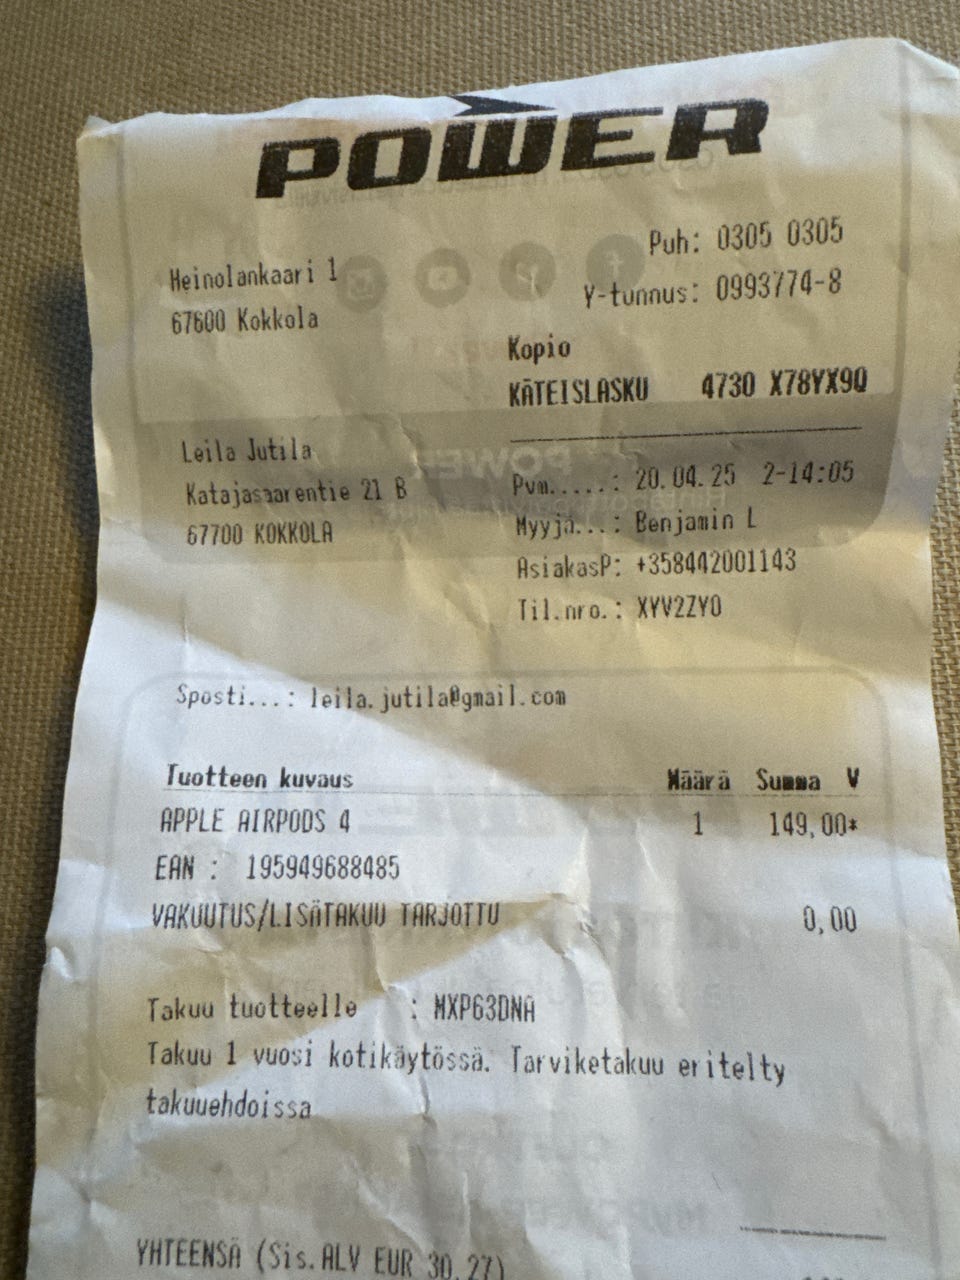 POWER
Heinolankaari 1
67600 Kokkola
Puh: 0305 0305
Y-tunnus: 0993774-8
Kopio
KÄTEISLASKU 4730 X78YX9Q
Leila Jutila
Katajasaarentie 21 B
67700 KOKKOLA
Pvm.....: 20.04.25 2-14:05
Myyjä...: Benjamin L
AsiakasP: +358442001143
Til.nro.: XYV2ZYO
Sposti...: leila.jutila@gmail.com
Tuotteen kuvaus Määrä Summa V
APPLE AIRPODS 4 1 149,00*
EAN : 195949688485
VAKUUTUS/LISÄTAKUU TARJOTTU 0,00
Takuu tuotteelle : MXP63DNA
Takuu 1 vuosi kotikäytössä. Tarviketakuu eritelty
takuuehdoissa
YHTEENSÄ (Sis.ALV EUR 30,27)